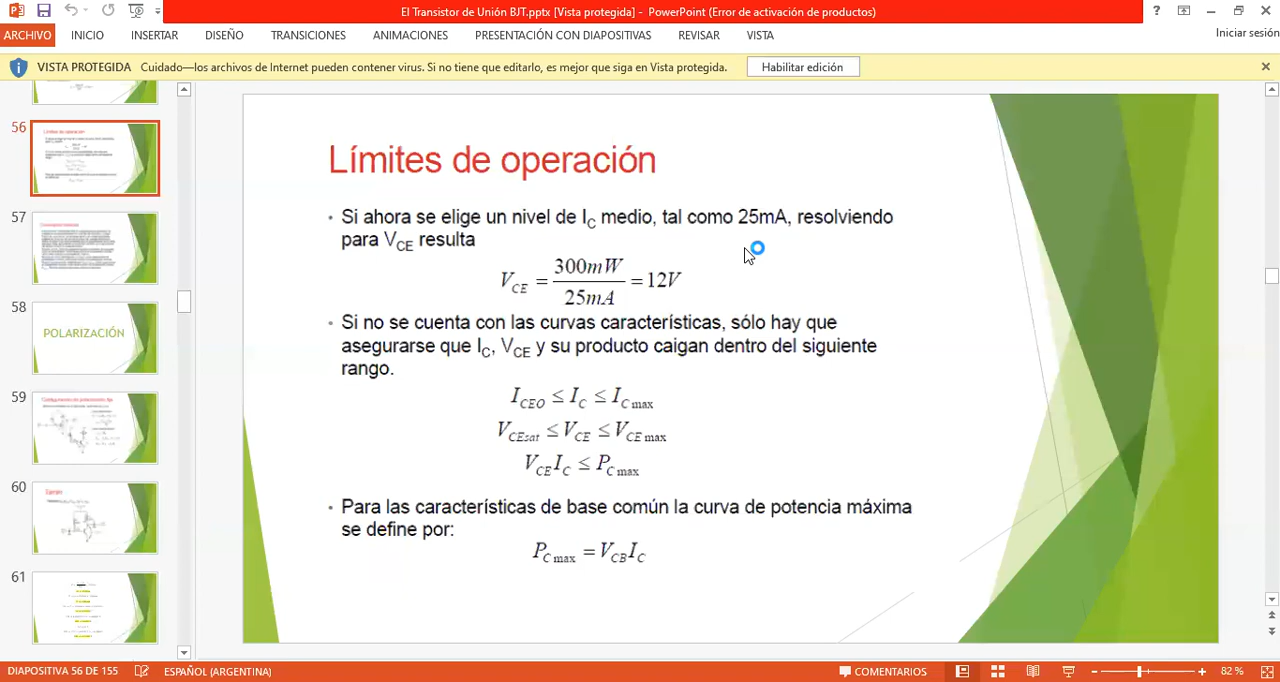 El Transistor de Unión BJT.pptx [Vista protegida] - PowerPoint (Error de activación de productos)
ARCHIVO INICIO INSERTAR DISEÑO TRANSICIONES ANIMACIONES PRESENTACIÓN CON DIAPOSITIVAS REVISAR VISTA Iniciar sesión
VISTA PROTEGIDA Cuidado—los archivos de Internet pueden contener virus. Si no tiene que editarlo, es mejor que siga en Vista protegida. Habilitar edición
56
57
58
POLARIZACIÓN
59
60
61
Límites de operación
• Si ahora se elige un nivel de I_C medio, tal como 25mA, resolviendo
para V_CE resulta
V_CE = 300mW / 25mA = 12V
• Si no se cuenta con las curvas características, sólo hay que
asegurarse que I_C, V_CE y su producto caigan dentro del siguiente
rango.
I_CEO ≤ I_C ≤ I_C max
V_CEsat ≤ V_CE ≤ V_CE max
V_CE I_C ≤ P_C max
• Para las características de base común la curva de potencia máxima
se define por:
P_C max = V_CB I_C
DIAPOSITIVA 56 DE 155 ESPAÑOL (ARGENTINA) COMENTARIOS 82 %